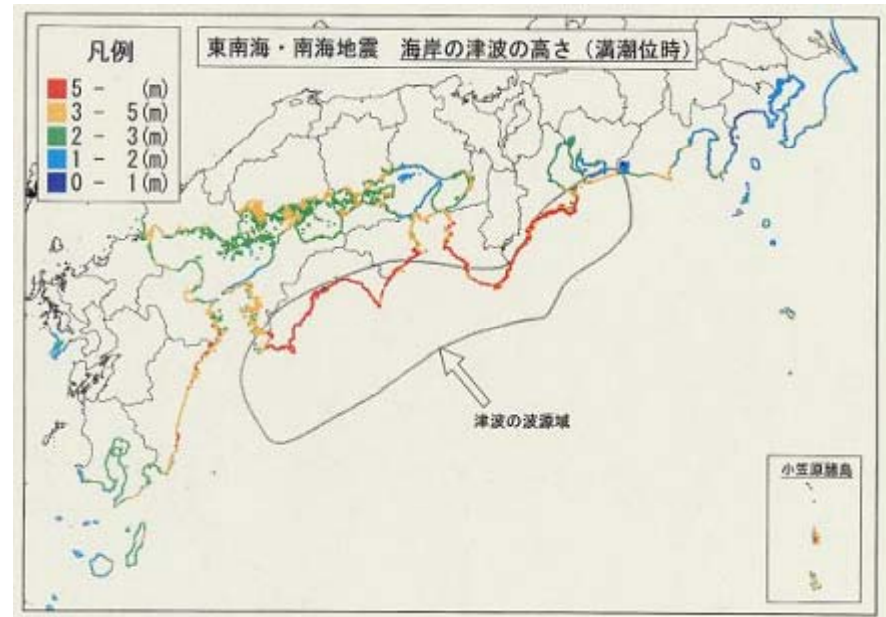 東南海・南海地震 海岸の津波の高さ（満潮位時）
凡例
5 - (m)
3 - 5(m)
2 - 3(m)
1 - 2(m)
0 - 1(m)
津波の波源域
小笠原諸島